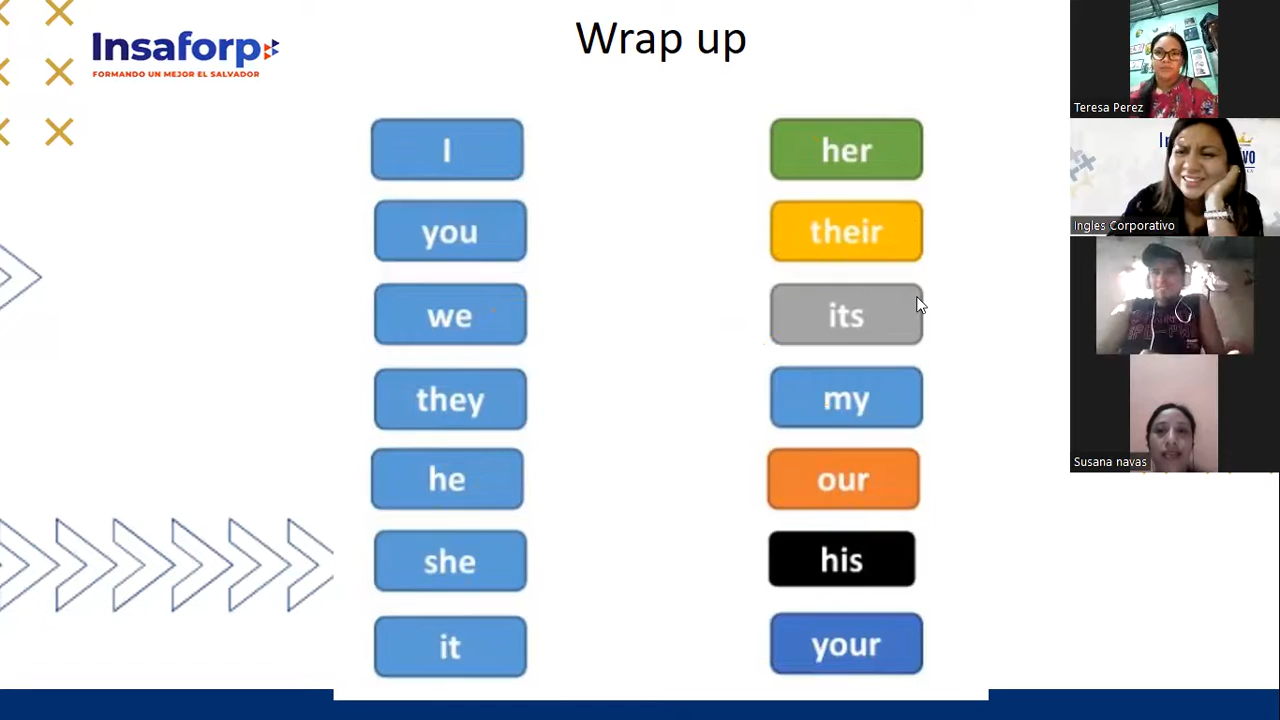 Insaforp
FORMANDO UN MEJOR EL SALVADOR
Wrap up
I
you
we
they
he
she
it
her
their
its
my
our
his
your
Teresa Perez
Ingles Corporativo
Susana navas